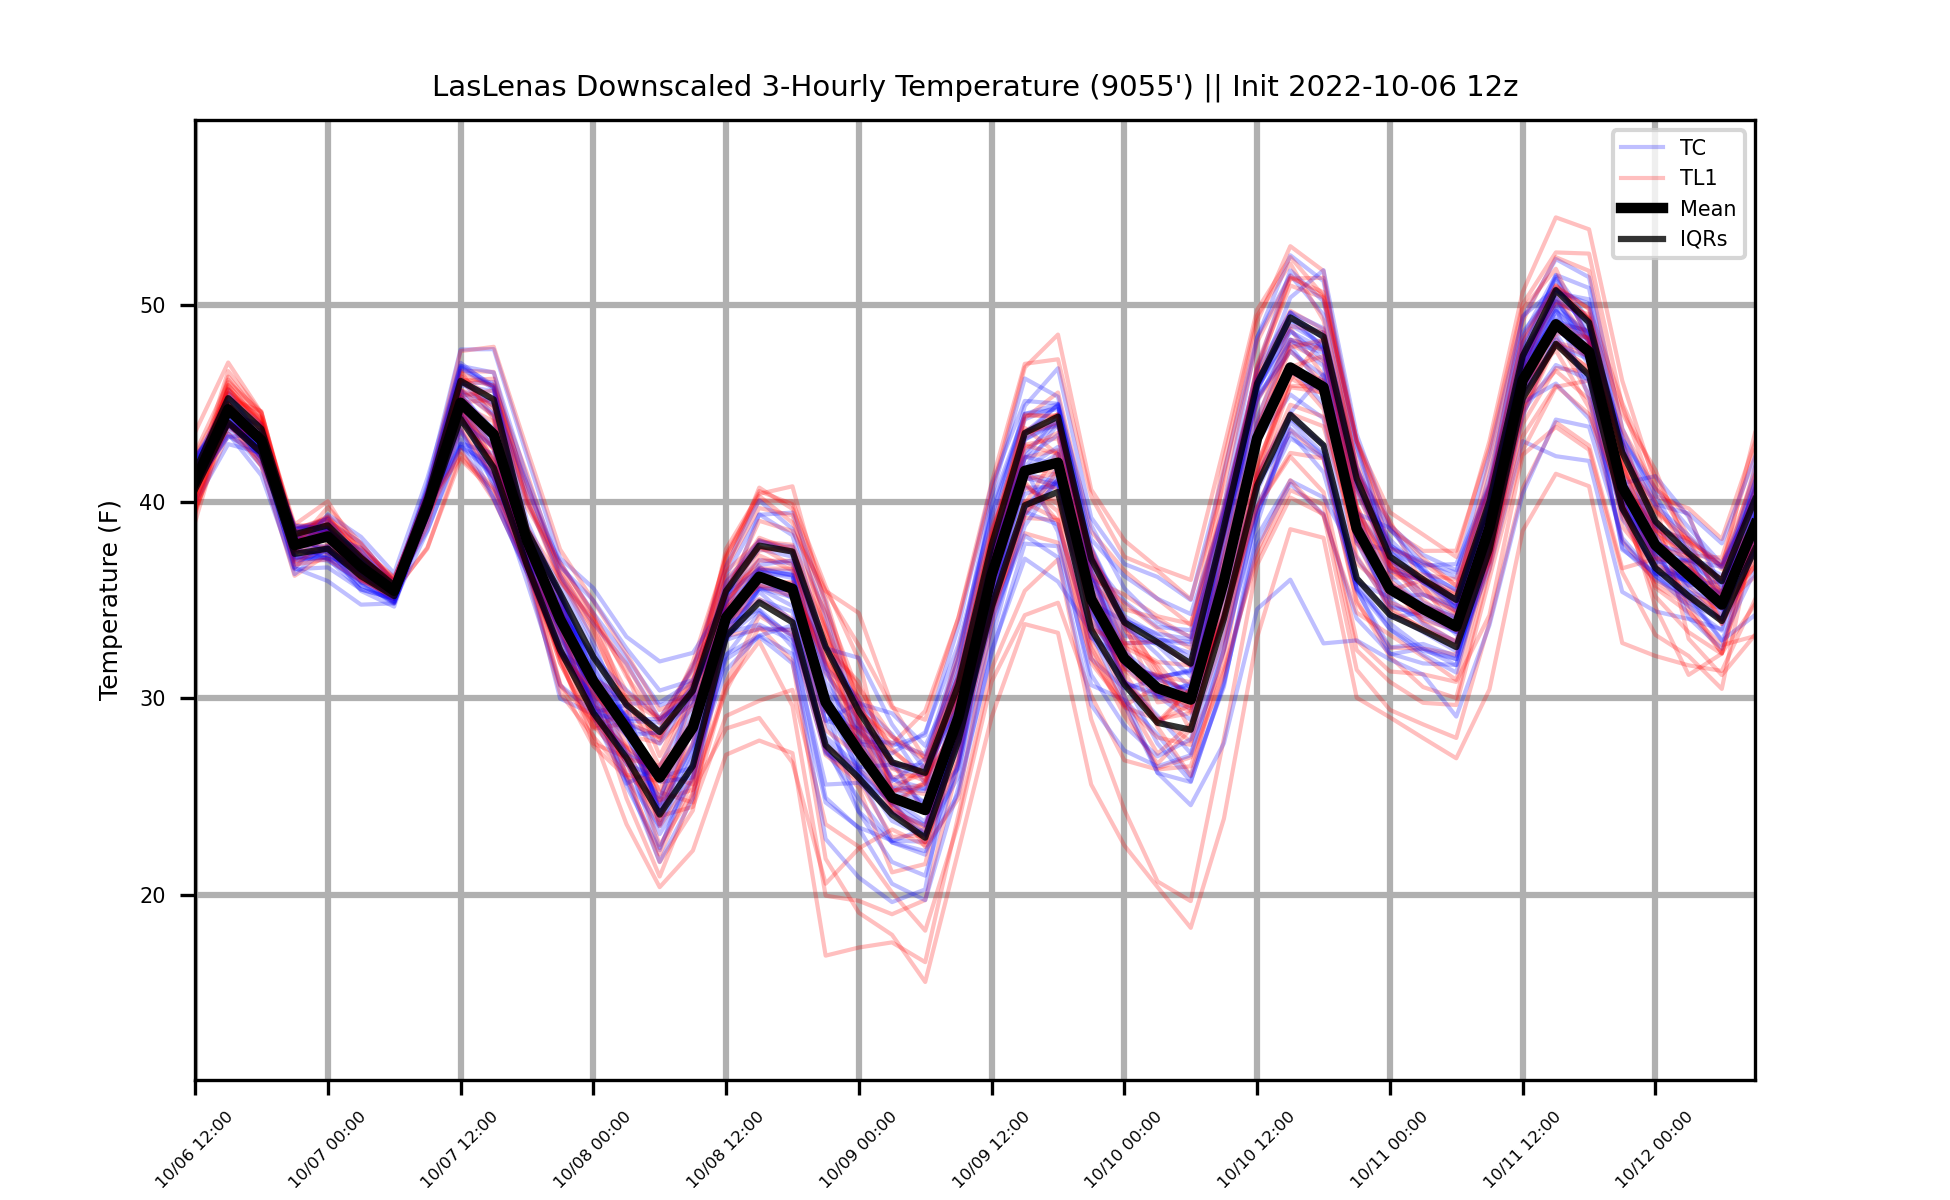 LasLenas Downscaled 3-Hourly Temperature (9055') || Init 2022-10-06 12z
TC
TL1
Mean
IQRs
Temperature (F)
50
40
30
20
10/06 12:00
10/07 00:00
10/07 12:00
10/08 00:00
10/08 12:00
10/09 00:00
10/09 12:00
10/10 00:00
10/10 12:00
10/11 00:00
10/11 12:00
10/12 00:00